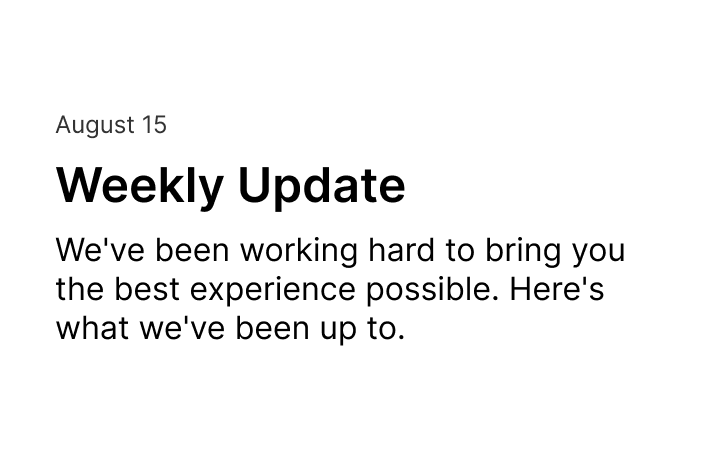 August 15
Weekly Update
We've been working hard to bring you
the best experience possible. Here's
what we've been up to.